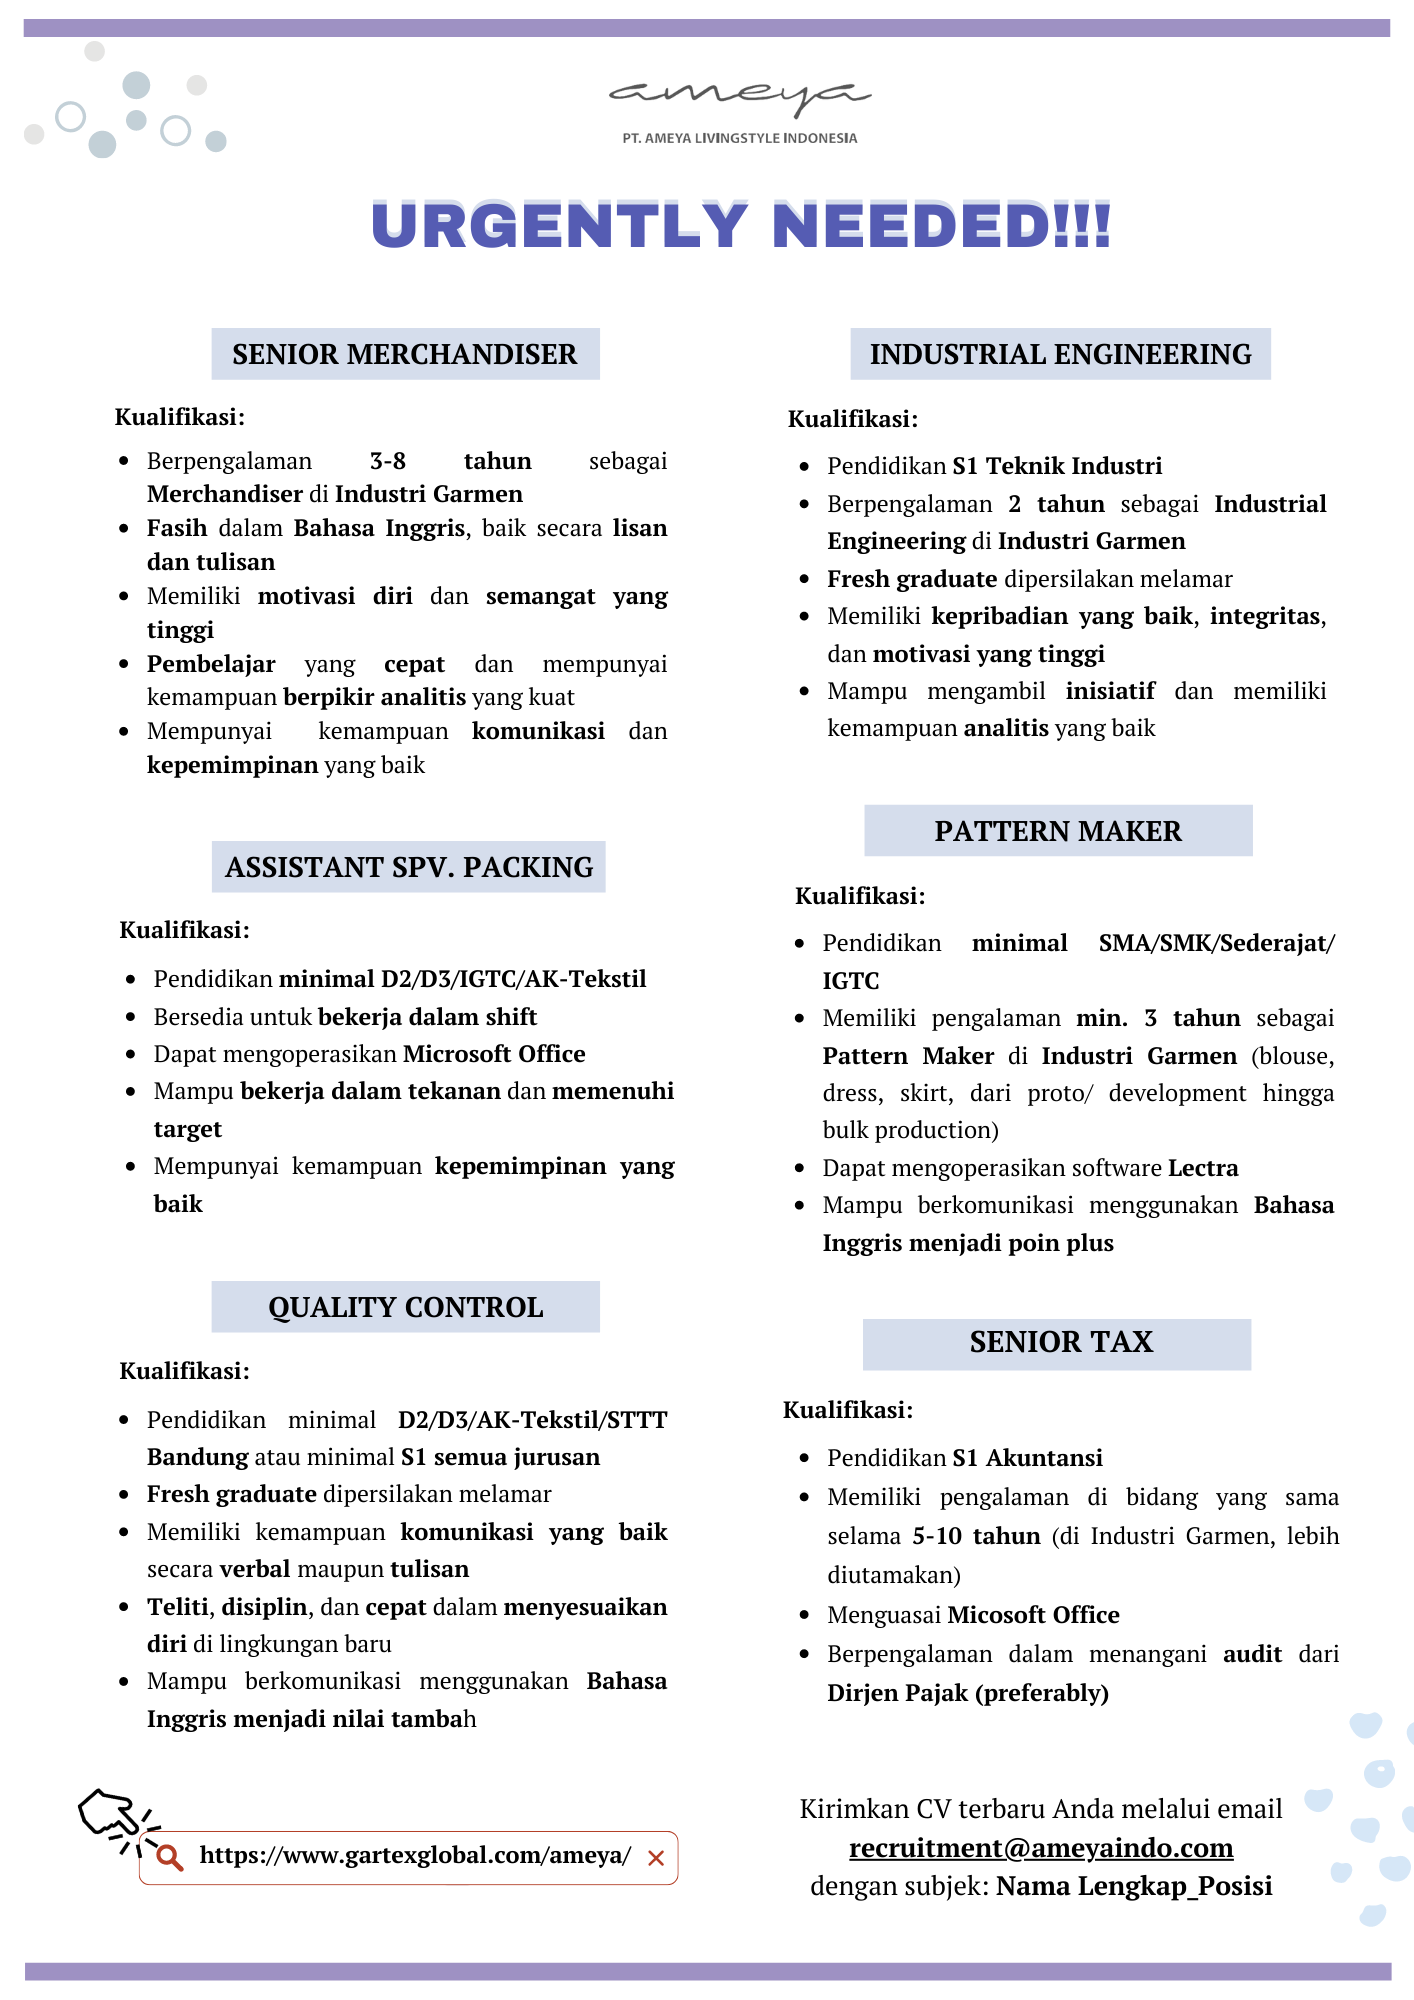 ameya
PT. AMEYA LIVINGSTYLE INDONESIA
URGENTLY NEEDED!!!
SENIOR MERCHANDISER
Kualifikasi:
• Berpengalaman 3-8 tahun sebagai
Merchandiser di Industri Garmen
• Fasih dalam Bahasa Inggris, baik secara lisan
dan tulisan
• Memiliki motivasi diri dan semangat yang
tinggi
• Pembelajar yang cepat dan mempunyai
kemampuan berpikir analitis yang kuat
• Mempunyai kemampuan komunikasi dan
kepemimpinan yang baik
ASSISTANT SPV. PACKING
Kualifikasi:
• Pendidikan minimal D2/D3/IGTC/AK-Tekstil
• Bersedia untuk bekerja dalam shift
• Dapat mengoperasikan Microsoft Office
• Mampu bekerja dalam tekanan dan memenuhi
target
• Mempunyai kemampuan kepemimpinan yang
baik
QUALITY CONTROL
Kualifikasi:
• Pendidikan minimal D2/D3/AK-Tekstil/STTT
Bandung atau minimal S1 semua jurusan
• Fresh graduate dipersilakan melamar
• Memiliki kemampuan komunikasi yang baik
secara verbal maupun tulisan
• Teliti, disiplin, dan cepat dalam menyesuaikan
diri di lingkungan baru
• Mampu berkomunikasi menggunakan Bahasa
Inggris menjadi nilai tambah
https://www.gartexglobal.com/ameya/
INDUSTRIAL ENGINEERING
Kualifikasi:
• Pendidikan S1 Teknik Industri
• Berpengalaman 2 tahun sebagai Industrial
Engineering di Industri Garmen
• Fresh graduate dipersilakan melamar
• Memiliki kepribadian yang baik, integritas,
dan motivasi yang tinggi
• Mampu mengambil inisiatif dan memiliki
kemampuan analitis yang baik
PATTERN MAKER
Kualifikasi:
• Pendidikan minimal SMA/SMK/Sederajat/
IGTC
• Memiliki pengalaman min. 3 tahun sebagai
Pattern Maker di Industri Garmen (blouse,
dress, skirt, dari proto/ development hingga
bulk production)
• Dapat mengoperasikan software Lectra
• Mampu berkomunikasi menggunakan Bahasa
Inggris menjadi poin plus
SENIOR TAX
Kualifikasi:
• Pendidikan S1 Akuntansi
• Memiliki pengalaman di bidang yang sama
selama 5-10 tahun (di Industri Garmen, lebih
diutamakan)
• Menguasai Micosoft Office
• Berpengalaman dalam menangani audit dari
Dirjen Pajak (preferably)
Kirimkan CV terbaru Anda melalui email
recruitment@ameyaindo.com
dengan subjek: Nama Lengkap_Posisi